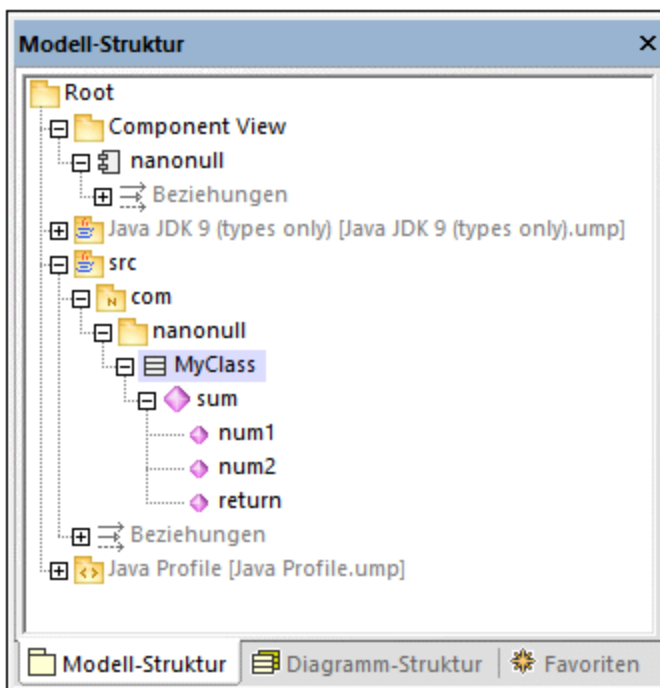 Modell-Struktur
Root
Component View
nanonull
Beziehungen
Java JDK 9 (types only) [Java JDK 9 (types only).ump]
src
com
nanonull
MyClass
sum
num1
num2
return
Beziehungen
Java Profile [Java Profile.ump]
Modell-Struktur Diagramm-Struktur Favoriten